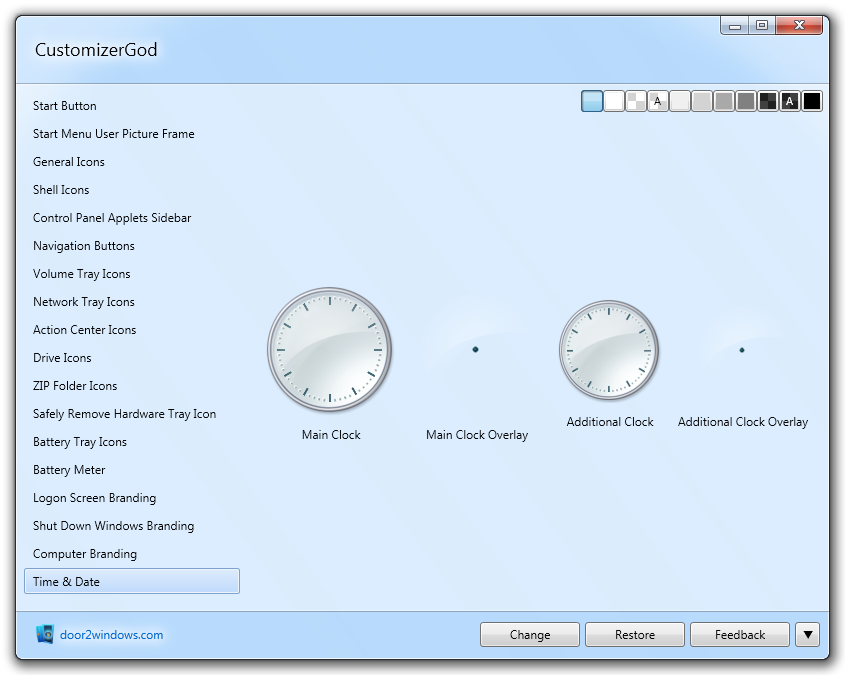 CustomizerGod
A
A
Start Button
Start Menu User Picture Frame
General Icons
Shell Icons
Control Panel Applets Sidebar
Navigation Buttons
Volume Tray Icons
Network Tray Icons
Action Center Icons
Drive Icons
ZIP Folder Icons
Safely Remove Hardware Tray Icon
Battery Tray Icons
Battery Meter
Logon Screen Branding
Shut Down Windows Branding
Computer Branding
Time & Date
Main Clock
Main Clock Overlay
Additional Clock
Additional Clock Overlay
door2windows.com
Change
Restore
Feedback